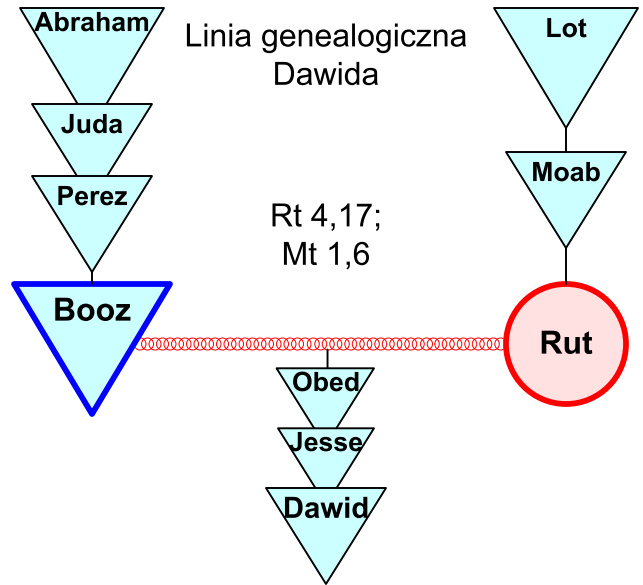 Linia genealogiczna
Dawida
Abraham
Juda
Perez
Booz
Lot
Moab
Rut
Rt 4,17;
Mt 1,6
Obed
Jesse
Dawid